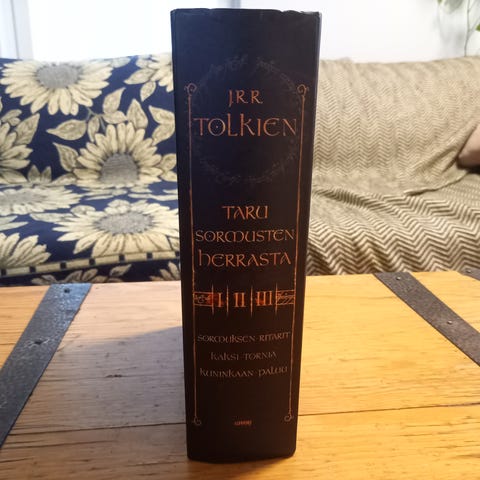 J.R.R.
TOLKIEN
TARU
SORMUSTEN
HERRASTA
I II III
SORMUKSEN·RITARIT
KAKSI·TORNIA
KUNINKAAN·PALUU